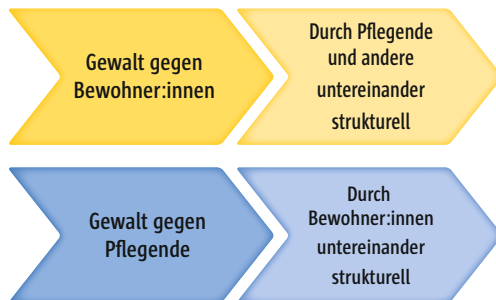 Gewalt gegen
Bewohner:innen
Durch Pflegende
und andere
untereinander
strukturell
Gewalt gegen
Pflegende
Durch
Bewohner:innen
untereinander
strukturell